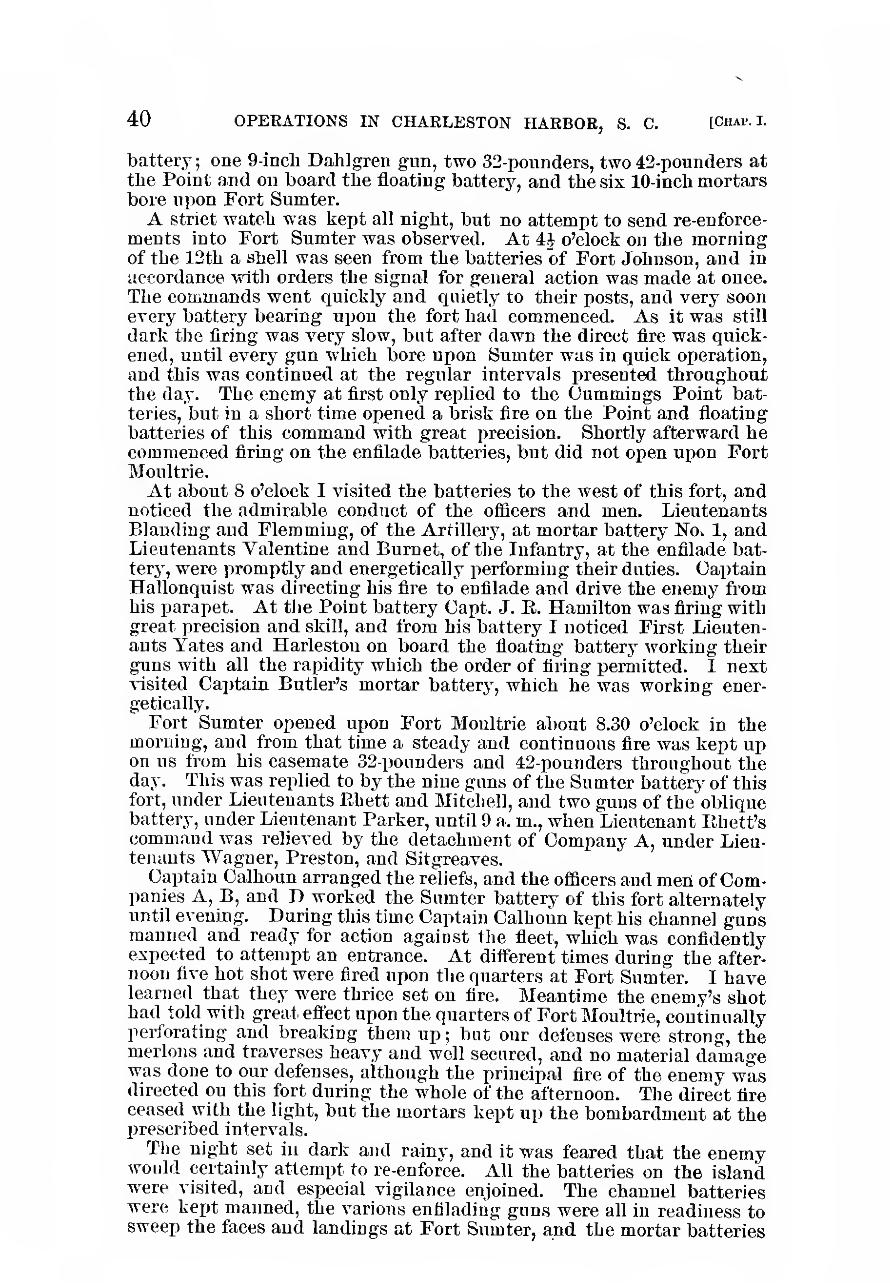 40 OPERATIONS IN CHARLESTON HARBOR, S. C. [CHAP. I.
battery; one 9-inch Dahlgren gun, two 32-pounders, two 42-pounders at
the Point and on board the floating battery, and the six 10-inch mortars
bore upon Fort Sumter.
A strict watch was kept all night, but no attempt to send re-enforce-
ments into Fort Sumter was observed. At 4½ o'clock on the morning
of the 12th a shell was seen from the batteries of Fort Johnson, and in
accordance with orders the signal for general action was made at once.
The commands went quickly and quietly to their posts, and very soon
every battery bearing upon the fort had commenced. As it was still
dark the firing was very slow, but after dawn the direct fire was quick-
ened, until every gun which bore upon Sumter was in quick operation,
and this was continued at the regular intervals presented throughout
the day. The enemy at first only replied to the Cummings Point bat-
teries, but in a short time opened a brisk fire on the Point and floating
batteries of this command with great precision. Shortly afterward he
commenced firing on the enfilade batteries, but did not open upon Fort
Moultrie.
At about 8 o'clock I visited the batteries to the west of this fort, and
noticed the admirable conduct of the officers and men. Lieutenants
Blanding and Flemming, of the Artillery, at mortar battery No. 1, and
Lieutenants Valentine and Burnet, of the Infantry, at the enfilade bat-
tery, were promptly and energetically performing their duties. Captain
Hallonquist was directing his fire to enfilade and drive the enemy from
his parapet. At the Point battery Capt. J. R. Hamilton was firing with
great precision and skill, and from his battery I noticed First Lieuten-
ants Yates and Harleston on board the floating battery working their
guns with all the rapidity which the order of firing permitted. I next
visited Captain Butler's mortar battery, which he was working ener-
getically.
Fort Sumter opened upon Fort Moultrie about 8.30 o'clock in the
morning, and from that time a steady and continuous fire was kept up
on us from his casemate 32-pounders and 42-pounders throughout the
day. This was replied to by the nine guns of the Sumter battery of this
fort, under Lieutenants Rhett and Mitchell, and two guns of the oblique
battery, under Lieutenant Parker, until 9 a. m., when Lieutenant Rhett's
command was relieved by the detachment of Company A, under Lieu-
tenants Wagner, Preston, and Sitgreaves.
Captain Calhoun arranged the reliefs, and the officers and men of Com-
panies A, B, and D worked the Sumter battery of this fort alternately
until evening. During this time Captain Calhoun kept his channel guns
manned and ready for action against the fleet, which was confidently
expected to attempt an entrance. At different times during the after-
noon five hot shot were fired upon the quarters at Fort Sumter. I have
learned that they were thrice set on fire. Meantime the enemy's shot
had told with great effect upon the quarters of Fort Moultrie, continually
perforating and breaking them up; but our defenses were strong, the
merlons and traverses heavy and well secured, and no material damage
was done to our defenses, although the principal fire of the enemy was
directed on this fort during the whole of the afternoon. The direct fire
ceased with the light, but the mortars kept up the bombardment at the
prescribed intervals.
The night set in dark and rainy, and it was feared that the enemy
would certainly attempt to re-enforce. All the batteries on the island
were visited, and especial vigilance enjoined. The channel batteries
were kept manned, the various enfilading guns were all in readiness to
sweep the faces and landings at Fort Sumter, and the mortar batteries